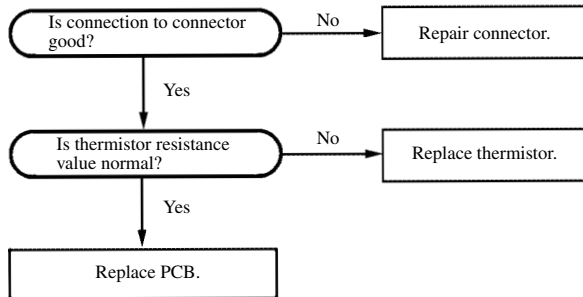 Is connection to connector
good?
No
Repair connector.
Yes
Is thermistor resistance
value normal?
No
Replace thermistor.
Yes
Replace PCB.